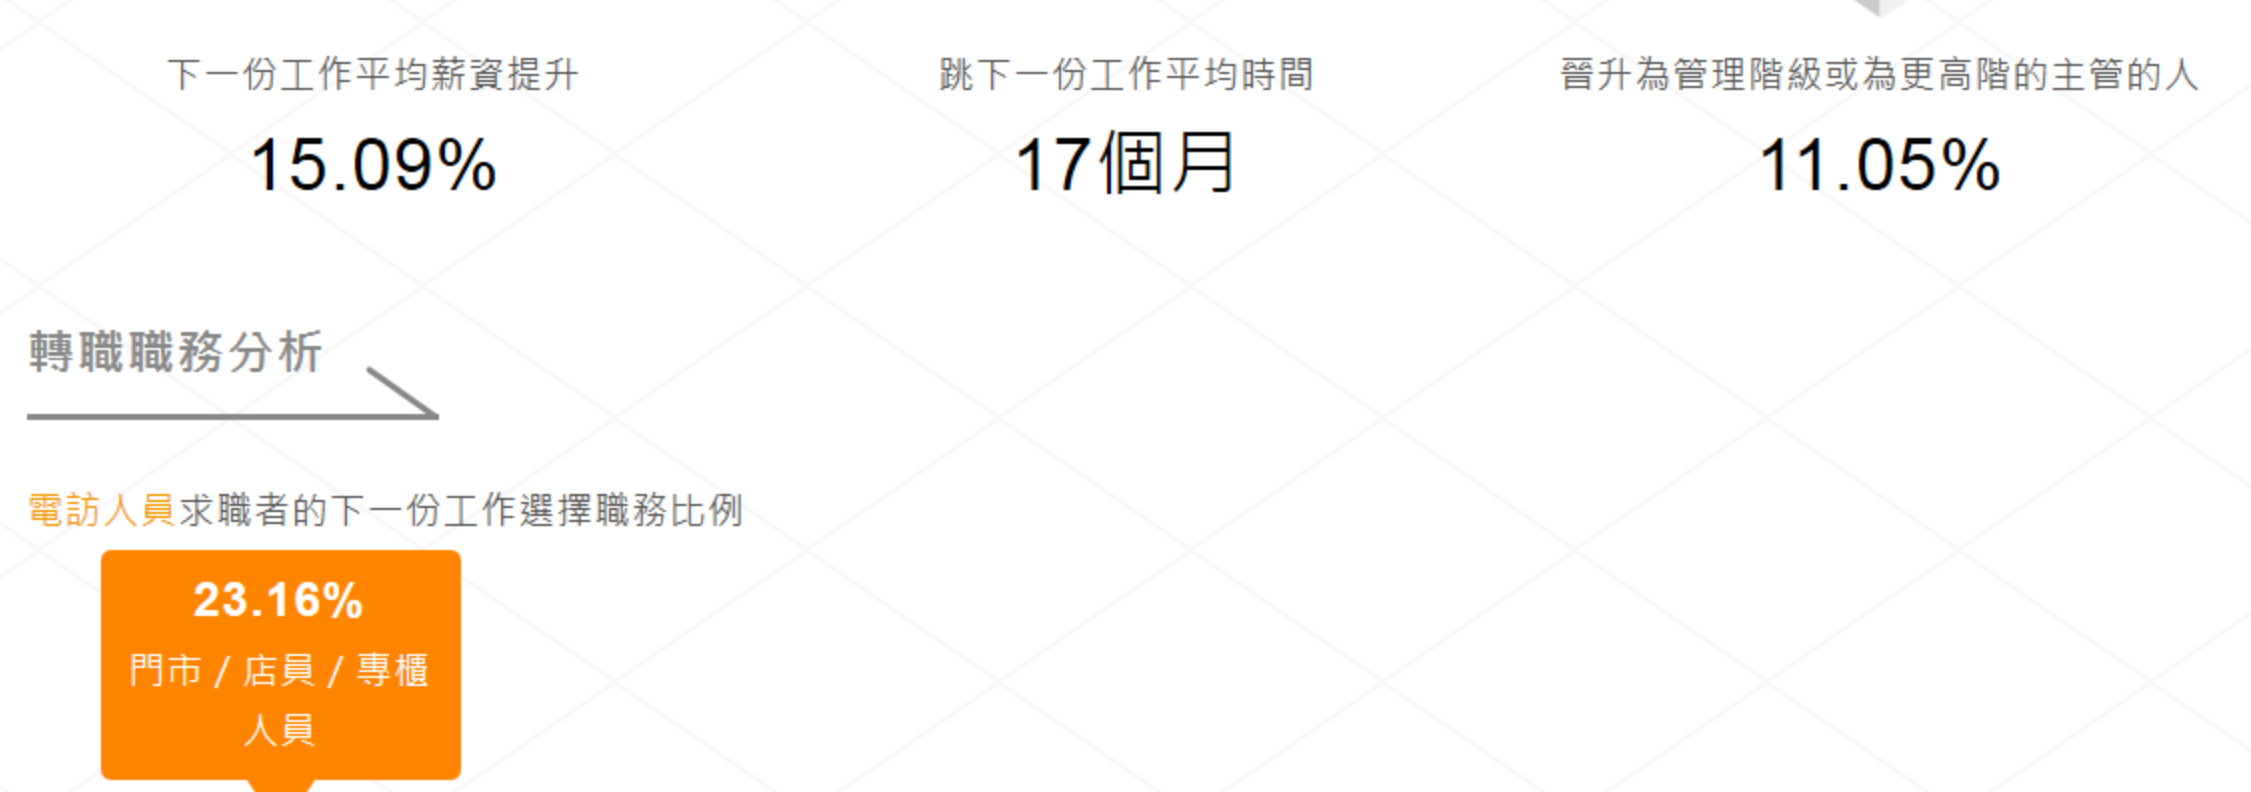 下一份工作平均薪資提升
跳下一份工作平均時間
晉升為管理階級或為更高階的主管的人
15.09%
17個月
11.05%
轉職職務分析
電訪人員求職者的下一份工作選擇職務比例
23.16%
門市 / 店員 / 專櫃
人員